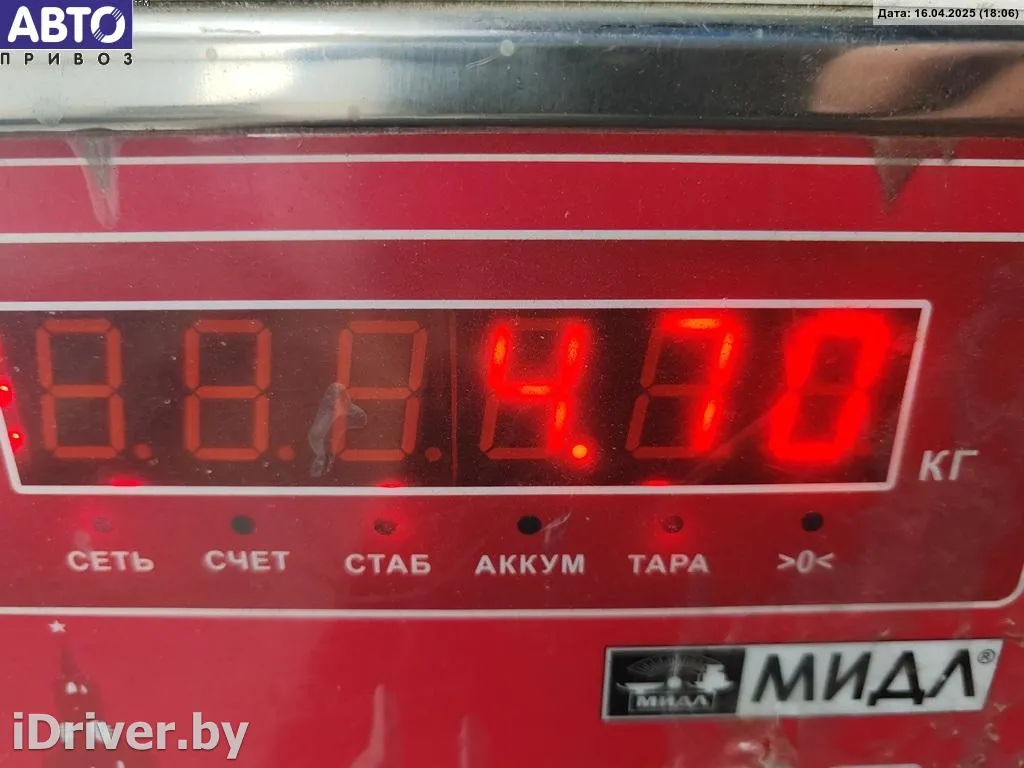 АВТО
ПРИВОЗ
Дата: 16.04.2025 (18:06)
4.70
КГ
СЕТЬ СЧЕТ СТАБ АККУМ ТАРА >0<
МИДЛ МИДЛ®
iDriver.by